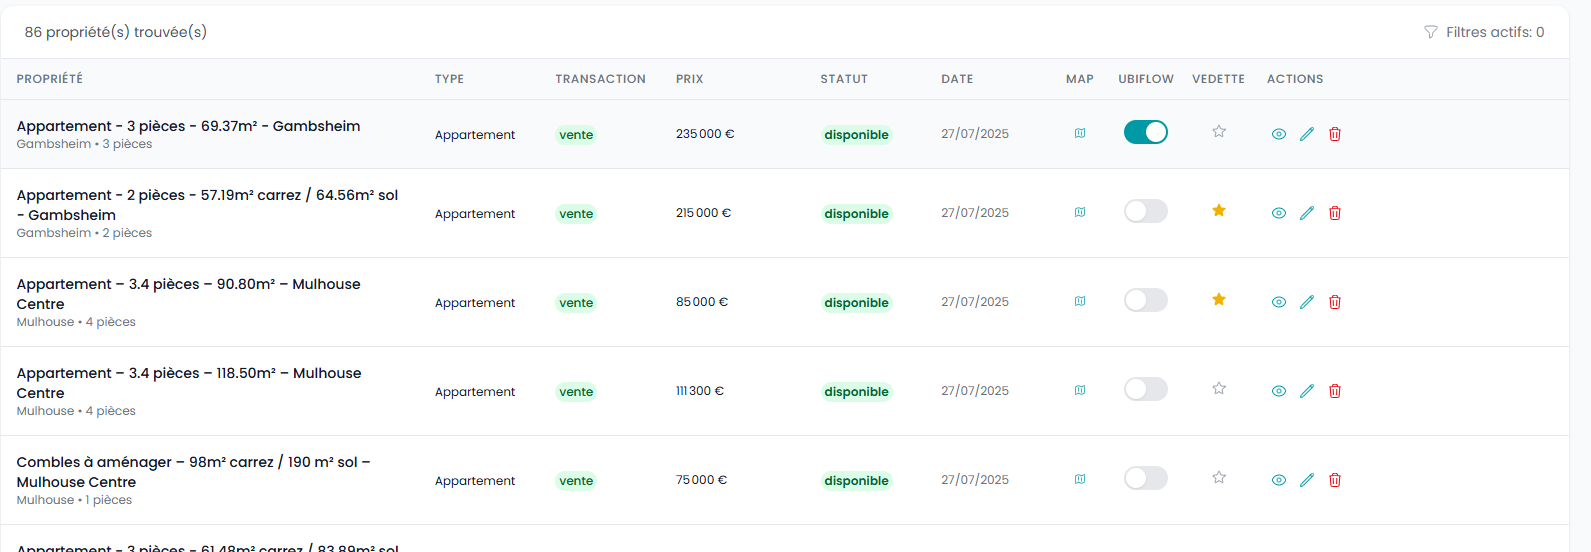 86 propriété(s) trouvée(s)
Filtres actifs: 0
PROPRIÉTÉ TYPE TRANSACTION PRIX STATUT DATE MAP UBIFLOW VEDETTE ACTIONS
Appartement - 3 pièces - 69.37m² - Gambsheim
Gambsheim • 3 pièces
Appartement vente 235 000 € disponible 27/07/2025
Appartement - 2 pièces - 57.19m² carrez / 64.56m² sol
- Gambsheim
Gambsheim • 2 pièces
Appartement vente 215 000 € disponible 27/07/2025
Appartement – 3.4 pièces – 90.80m² – Mulhouse
Centre
Mulhouse • 4 pièces
Appartement vente 85 000 € disponible 27/07/2025
Appartement – 3.4 pièces – 118.50m² – Mulhouse
Centre
Mulhouse • 4 pièces
Appartement vente 111 300 € disponible 27/07/2025
Combles à aménager – 98m² carrez / 190 m² sol –
Mulhouse Centre
Mulhouse • 1 pièces
Appartement vente 75 000 € disponible 27/07/2025
Appartement - 3 pièces - 61.48m² carrez / 83.89m² sol